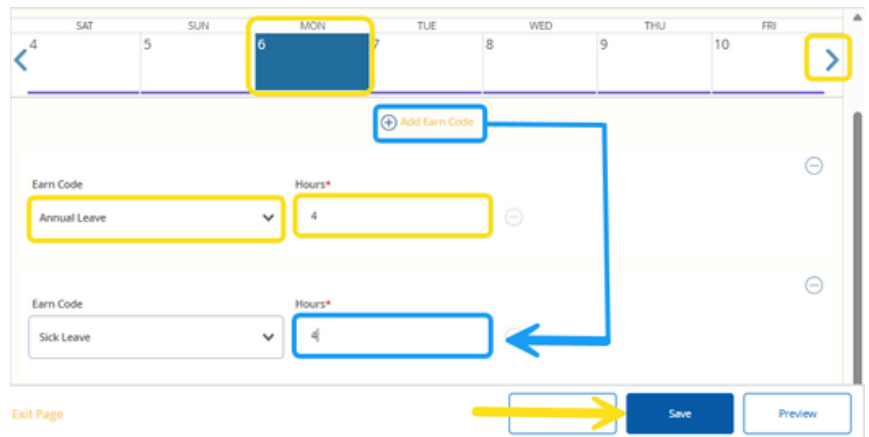 SAT SUN MON TUE WED THU FRI
4 5 6 7 8 9 10
Add Earn Code
Earn Code Hours*
Annual Leave 4
Earn Code Hours*
Sick Leave 4
Exit Page Save Preview